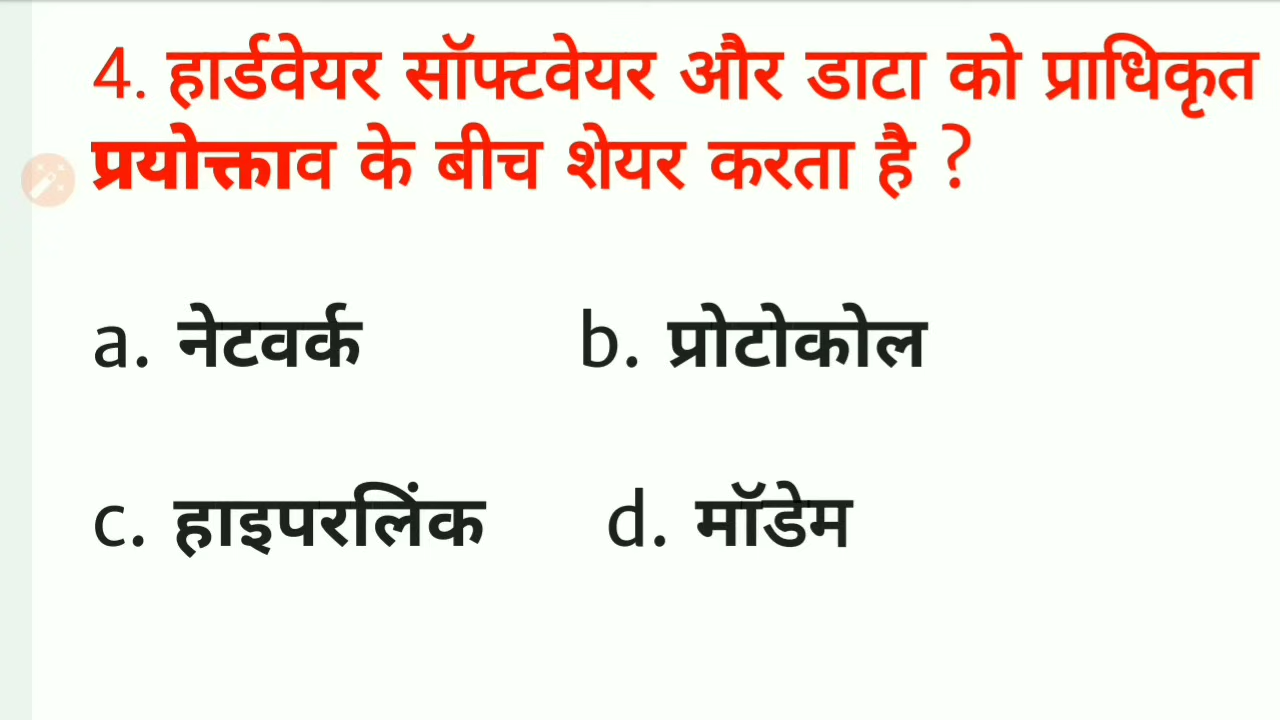 4. हार्डवेयर सॉफ्टवेयर और डाटा को प्राधिकृत
प्रयोक्ताव के बीच शेयर करता है ?
a. नेटवर्क b. प्रोटोकोल
c. हाइपरलिंक d. मॉडेम